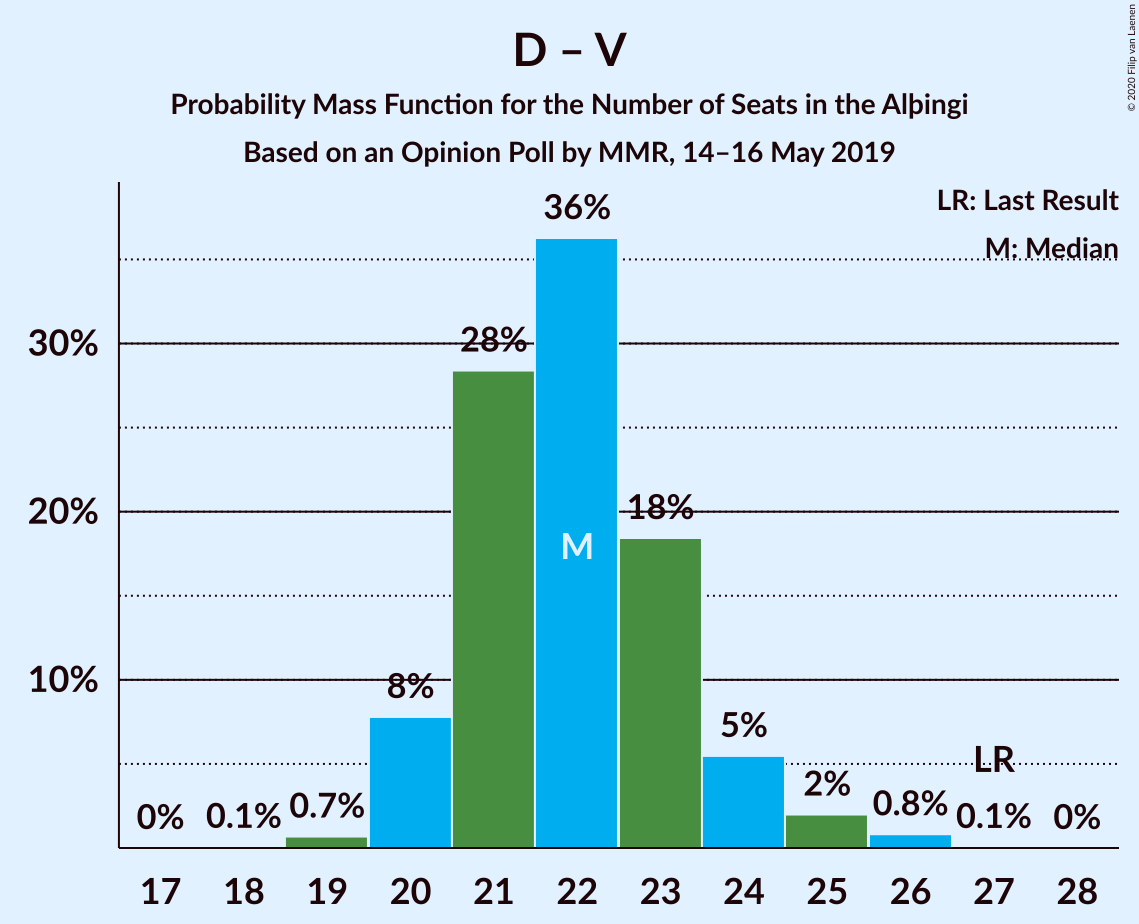 D – V
Probability Mass Function for the Number of Seats in the Alþingi
Based on an Opinion Poll by MMR, 14–16 May 2019
© 2020 Filip van Laenen
LR: Last Result
M: Median
36%
30%
28%
20%
18%
M
10%
8%
5%
LR
2%
0%
0.1%
0.7%
0.8%
0.1%
0%
17 18 19 20 21 22 23 24 25 26 27 28